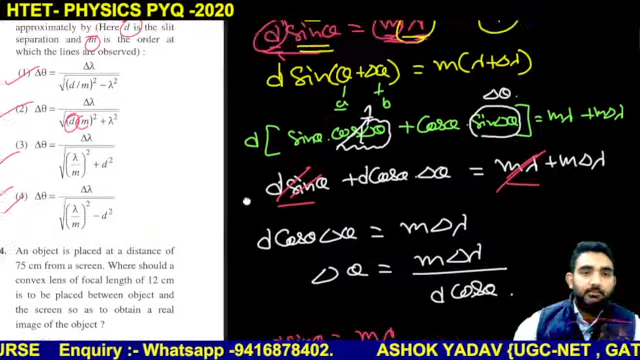 HTET-PHYSICS PYQ -2020
approximately by (Here d is the slit
separation and m is the order at
which the lines are observed) :
(1) Δθ = Δλ / √((d / m)² − λ²)
(2) Δθ = Δλ / √((dm)² + λ²)
(3) Δθ = Δλ / √((λ/m)² + d²)
(4) Δθ = Δλ / √((λ/m)² − d²)
4. An object is placed at a distance of
75 cm from a screen. Where should a
convex lens of focal length of 12 cm
is to be placed between object and
the screen so as to obtain a real
image of the object ?
d sinθ = mλ
d sin(θ + Δθ) = m(λ + Δλ)
a b
1 Δθ
d[ sinθ · cosΔθ + cosθ · sinΔθ ] = mλ + mΔλ
d sinθ + d cosθ Δθ = mλ + mΔλ
d cosθ Δθ = mΔλ
Δθ = mΔλ / d cosθ.
URSE Enquiry:- Whatsapp -9416878402. ASHOK YADAV {UGC-NET , GAT